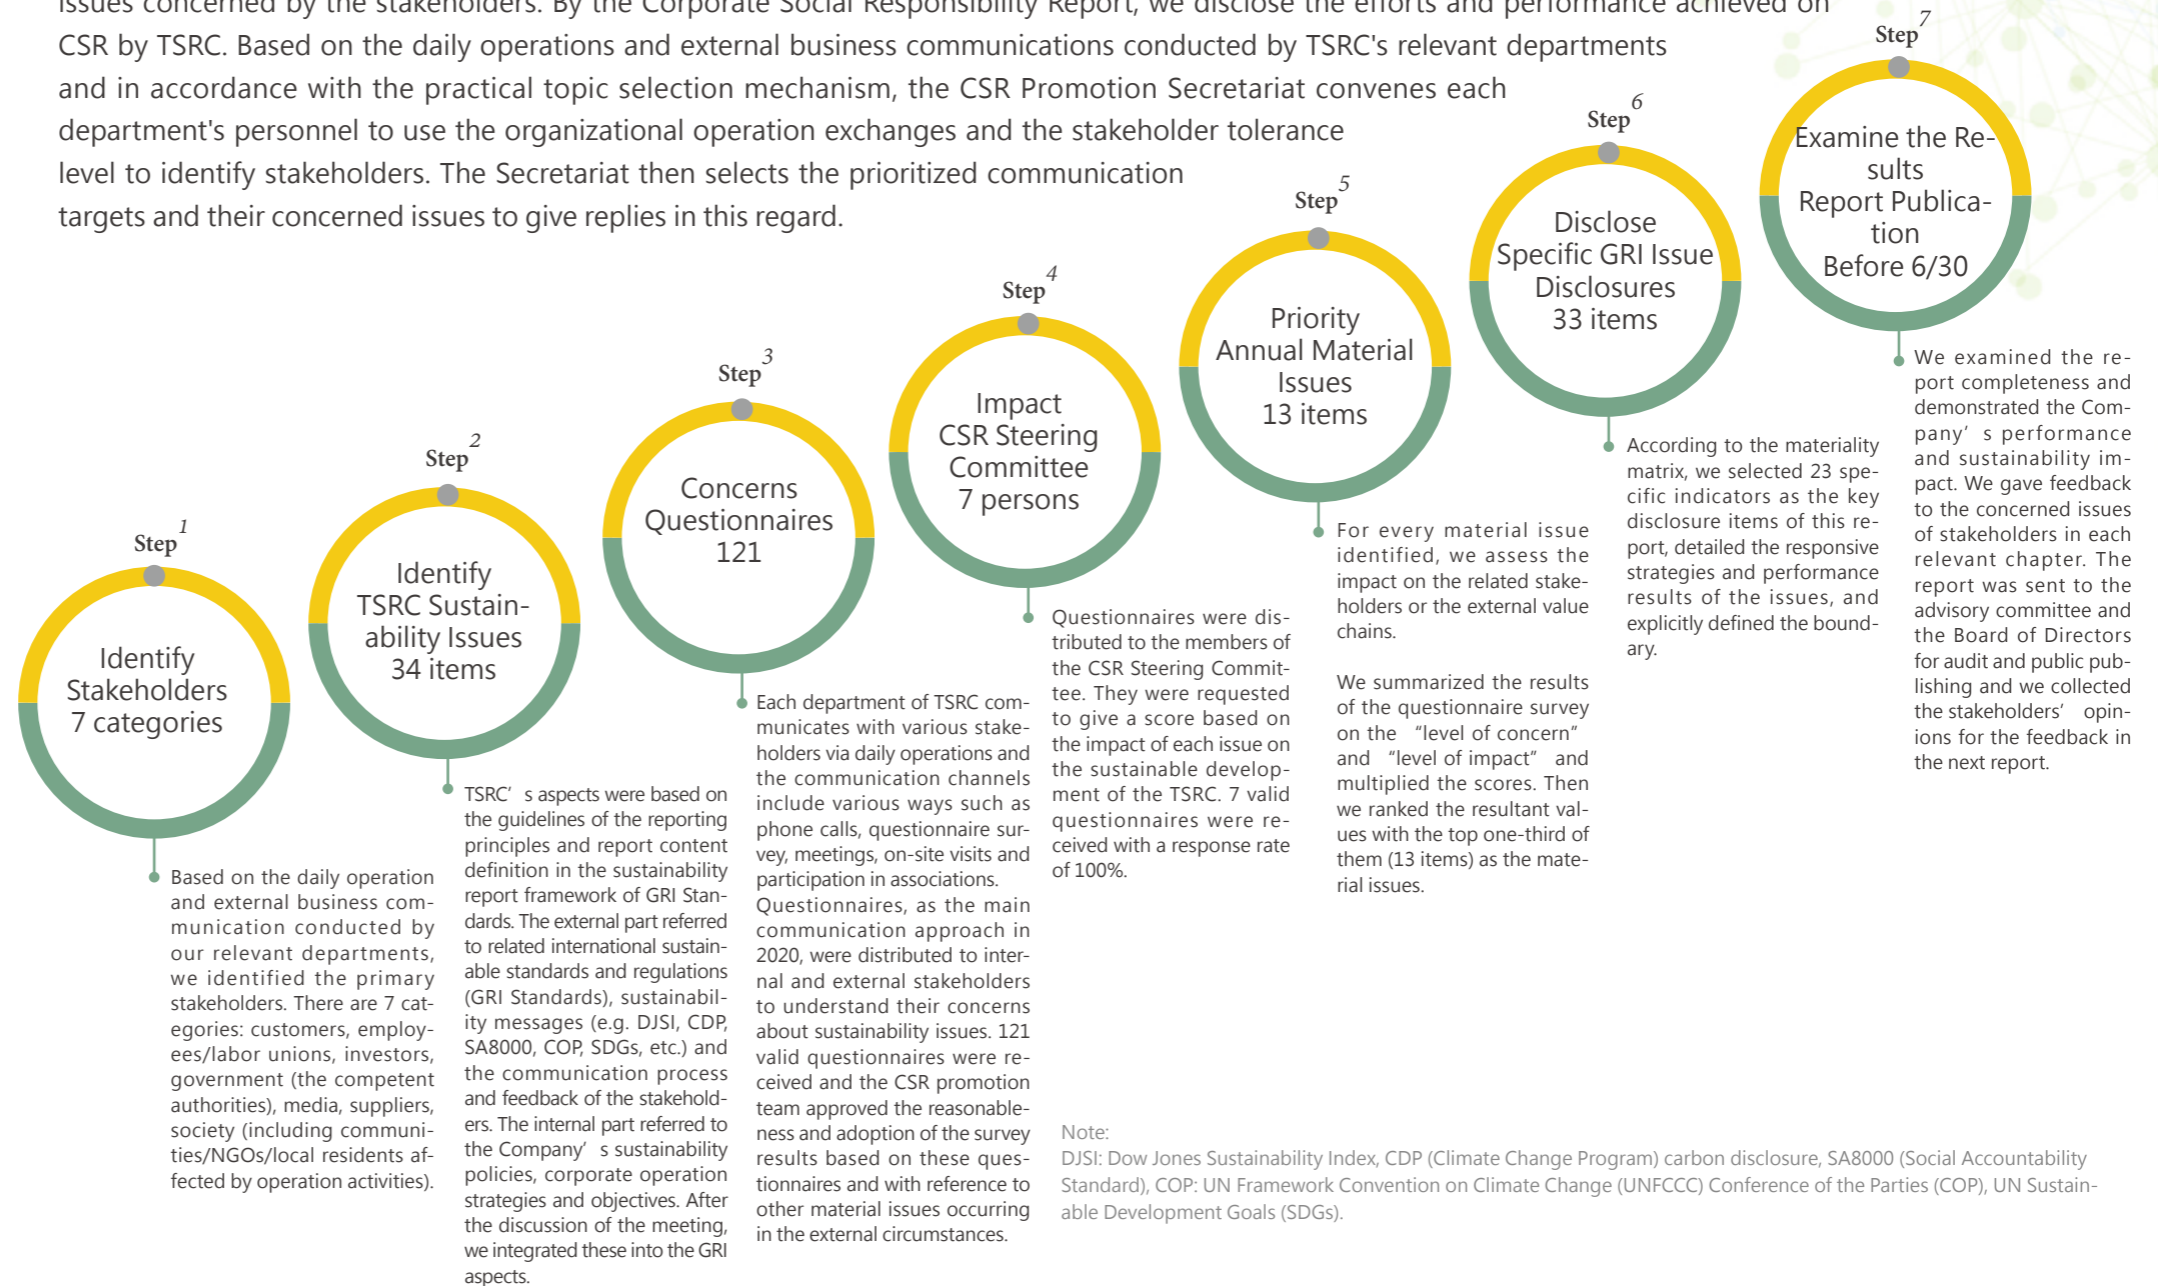 issues concerned by the stakeholders. By the Corporate Social Responsibility Report, we disclose the efforts and performance achieved on
CSR by TSRC. Based on the daily operations and external business communications conducted by TSRC's relevant departments
and in accordance with the practical topic selection mechanism, the CSR Promotion Secretariat convenes each
department's personnel to use the organizational operation exchanges and the stakeholder tolerance
level to identify stakeholders. The Secretariat then selects the prioritized communication
targets and their concerned issues to give replies in this regard.
Step 1
Identify
Stakeholders
7 categories
Based on the daily operation
and external business com-
munication conducted by
our relevant departments,
we identified the primary
stakeholders. There are 7 cat-
egories: customers, employ-
ees/labor unions, investors,
government (the competent
authorities), media, suppliers,
society (including communi-
ties/NGOs/local residents af-
fected by operation activities).
Step 2
Identify
TSRC Sustain-
ability Issues
34 items
TSRC' s aspects were based on
the guidelines of the reporting
principles and report content
definition in the sustainability
report framework of GRI Stan-
dards. The external part referred
to related international sustain-
able standards and regulations
(GRI Standards), sustainabil-
ity messages (e.g. DJSI, CDP,
SA8000, COP, SDGs, etc.) and
the communication process
and feedback of the stakehold-
ers. The internal part referred to
the Company' s sustainability
policies, corporate operation
strategies and objectives. After
the discussion of the meeting,
we integrated these into the GRI
aspects.
Step 3
Concerns
Questionnaires
121
Each department of TSRC com-
municates with various stake-
holders via daily operations and
the communication channels
include various ways such as
phone calls, questionnaire sur-
vey, meetings, on-site visits and
participation in associations.
Questionnaires, as the main
communication approach in
2020, were distributed to inter-
nal and external stakeholders
to understand their concerns
about sustainability issues. 121
valid questionnaires were re-
ceived and the CSR promotion
team approved the reasonable-
ness and adoption of the survey
results based on these ques-
tionnaires and with reference to
other material issues occurring
in the external circumstances.
Step 4
Impact
CSR Steering
Committee
7 persons
Questionnaires were dis-
tributed to the members of
the CSR Steering Commit-
tee. They were requested
to give a score based on
the impact of each issue on
the sustainable develop-
ment of the TSRC. 7 valid
questionnaires were re-
ceived with a response rate
of 100%.
Step 5
Priority
Annual Material
Issues
13 items
For every material issue
identified, we assess the
impact on the related stake-
holders or the external value
chains.
We summarized the results
of the questionnaire survey
on the “level of concern”
and “level of impact” and
multiplied the scores. Then
we ranked the resultant val-
ues with the top one-third of
them (13 items) as the mate-
rial issues.
Step 6
Disclose
Specific GRI Issue
Disclosures
33 items
According to the materiality
matrix, we selected 23 spe-
cific indicators as the key
disclosure items of this re-
port, detailed the responsive
strategies and performance
results of the issues, and
explicitly defined the bound-
ary.
Step 7
Examine the Re-
sults
Report Publica-
tion
Before 6/30
We examined the re-
port completeness and
demonstrated the Com-
pany' s performance
and sustainability im-
pact. We gave feedback
to the concerned issues
of stakeholders in each
relevant chapter. The
report was sent to the
advisory committee and
the Board of Directors
for audit and public pub-
lishing and we collected
the stakeholders' opin-
ions for the feedback in
the next report.
Note:
DJSI: Dow Jones Sustainability Index, CDP (Climate Change Program) carbon disclosure, SA8000 (Social Accountability
Standard), COP: UN Framework Convention on Climate Change (UNFCCC) Conference of the Parties (COP), UN Sustain-
able Development Goals (SDGs).